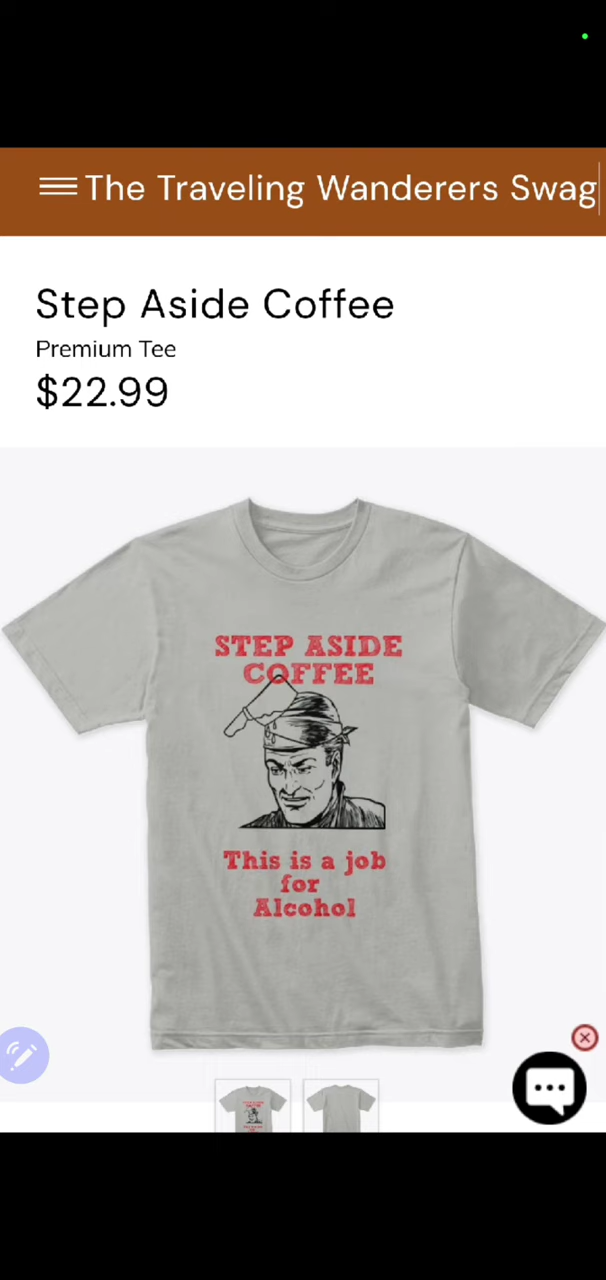 The Traveling Wanderers Swag
Step Aside Coffee
Premium Tee
$22.99
STEP ASIDE
COFFEE
This is a job
for
Alcohol